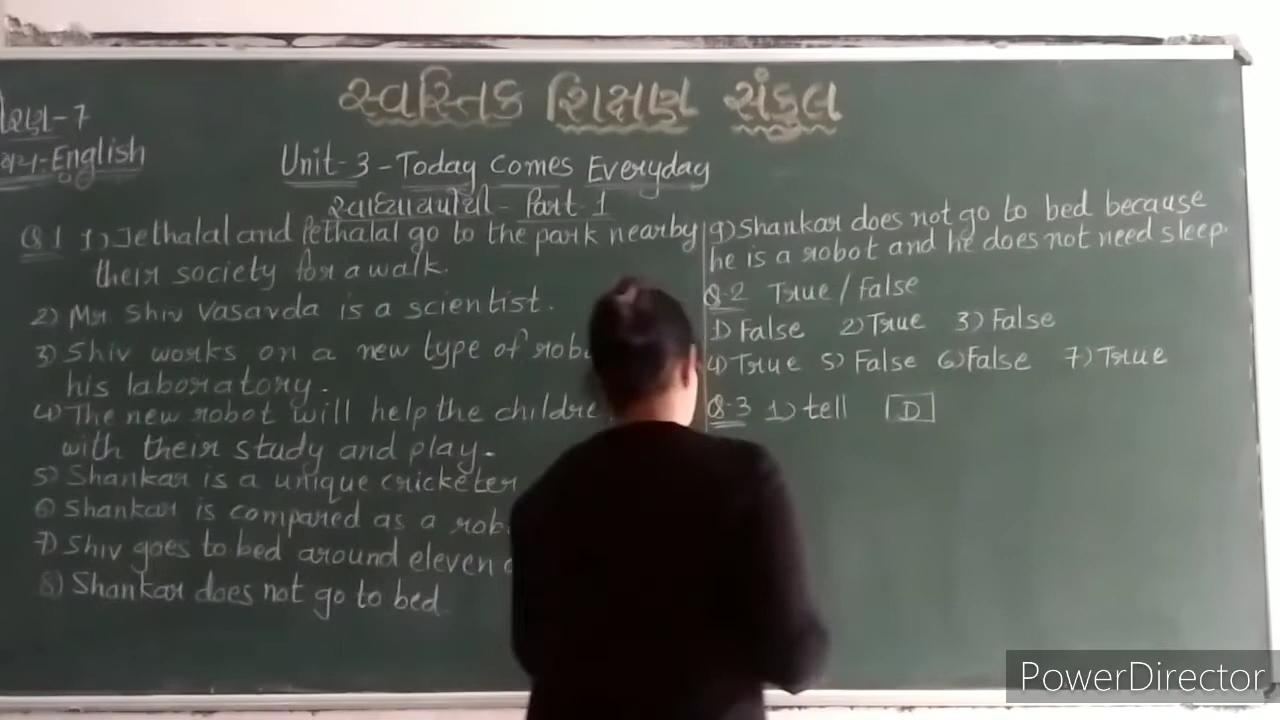 સ્વસ્તિક શિક્ષણ સંકુલ
ધોરણ-7
English
Unit-3-Today Comes Everyday
સ્વાધ્યાયપોથી - Part-1
Q.1 1) Jethalal and Pethalal go to the park nearby
their society for a walk.
2) Mr. Shiv Vasavda is a scientist.
3) Shiv works on a new type of
his laboratory.
4) The new robot will help the
with their study and play.
5) Shankar is a unique cricketer
6) Shankar is compared as a
7) Shiv goes to bed around eleven
8) Shankar does not go to bed
9) Shankar does not go to bed because
he is a robot and he does not need sleep.
Q.2 True / False
1) False 2) True 3) False
4) True 5) False 6) False 7) True
Q.3 1) tell D
PowerDirector